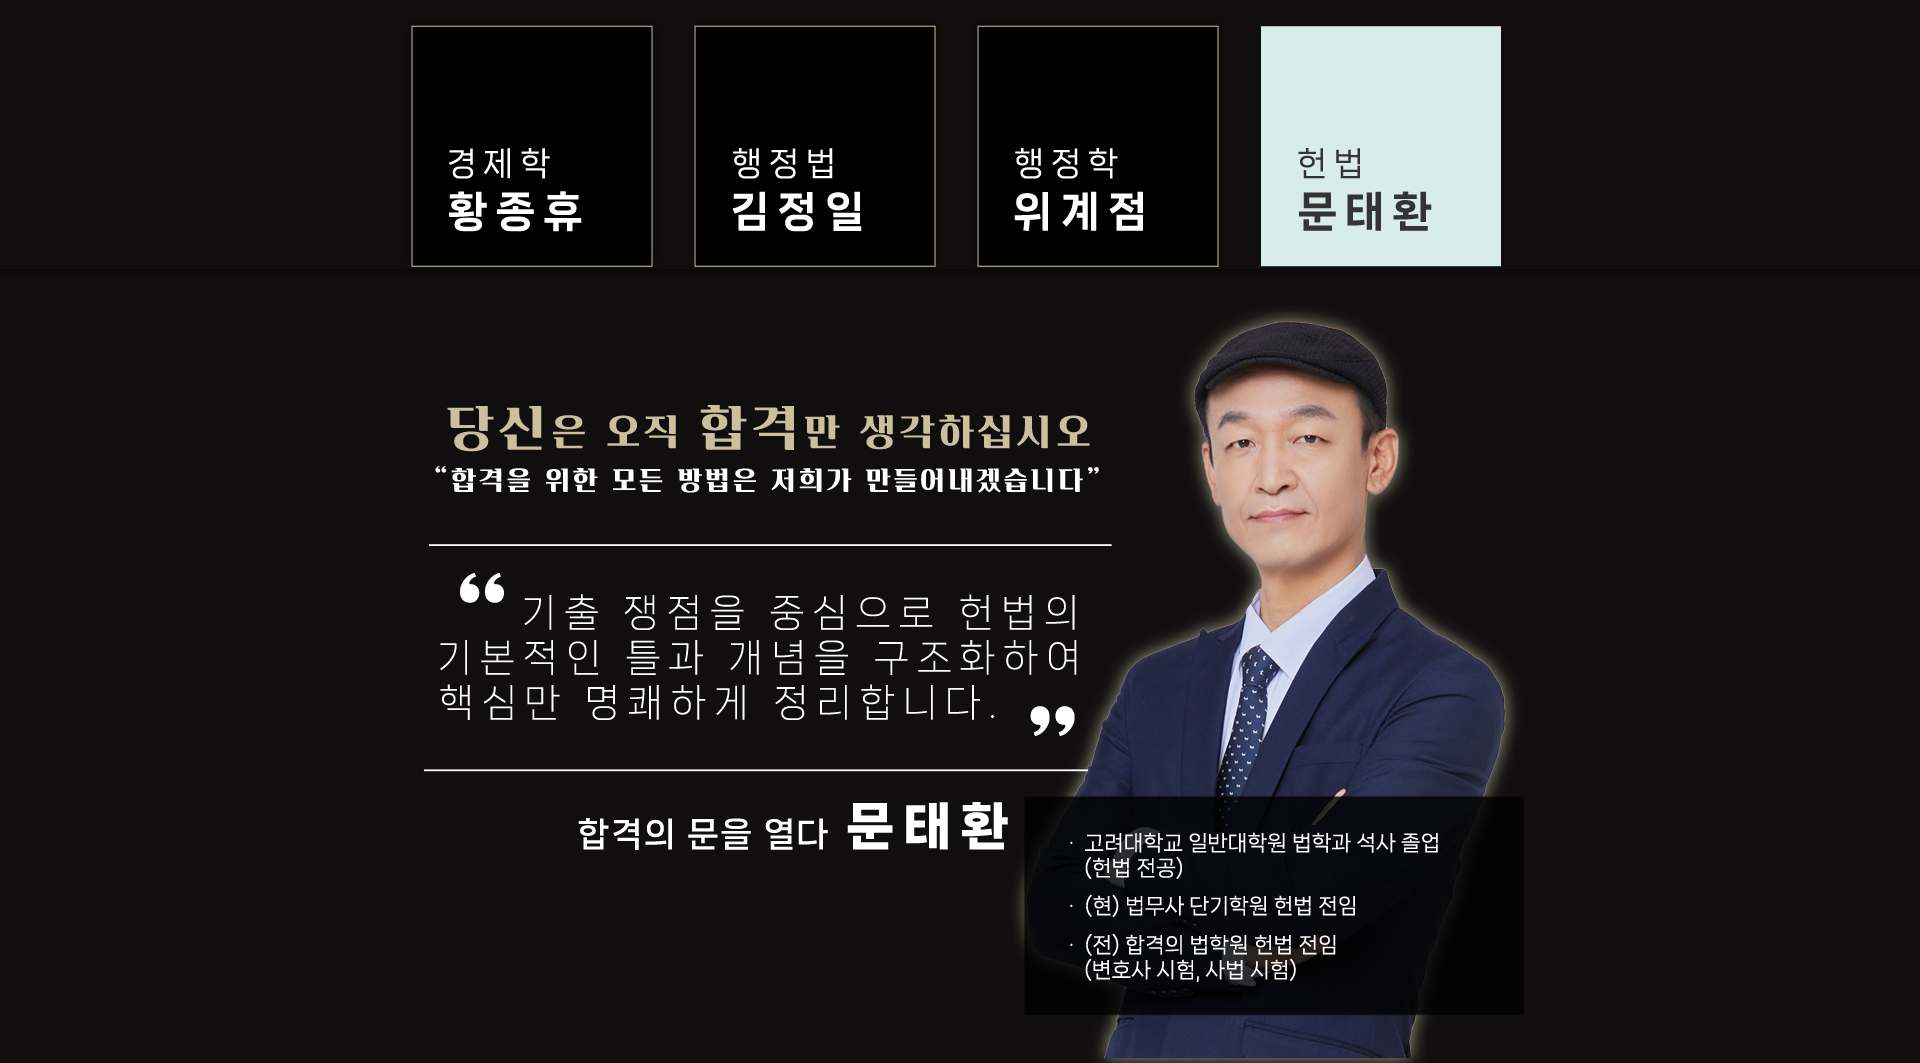 경제학
황종휴
행정법
김정일
행정학
위계점
헌법
문태환
당신은 오직 합격만 생각하십시오
“합격을 위한 모든 방법은 저희가 만들어내겠습니다”
“ 기출 쟁점을 중심으로 헌법의
기본적인 틀과 개념을 구조화하여
핵심만 명쾌하게 정리합니다. ”
합격의 문을 열다 문태환
· 고려대학교 일반대학원 법학과 석사 졸업
(헌법 전공)
· (현) 법무사 단기학원 헌법 전임
· (전) 합격의 법학원 헌법 전임
(변호사 시험, 사법 시험)